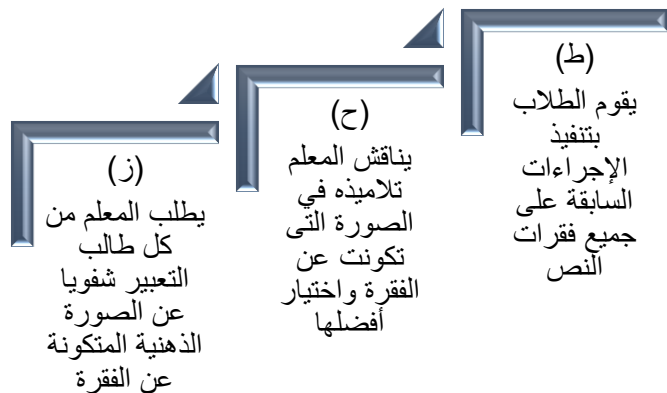 (ز)
يطلب المعلم من
كل طالب
التعبير شفويا
عن الصورة
الذهنية المتكونة
عن الفقرة
(ح)
يناقش المعلم
تلاميذه في
الصورة التى
تكونت عن
الفقرة واختيار
أفضلها
(ط)
يقوم الطلاب
بتنفيذ
الإجراءات
السابقة على
جميع فقرات
النص